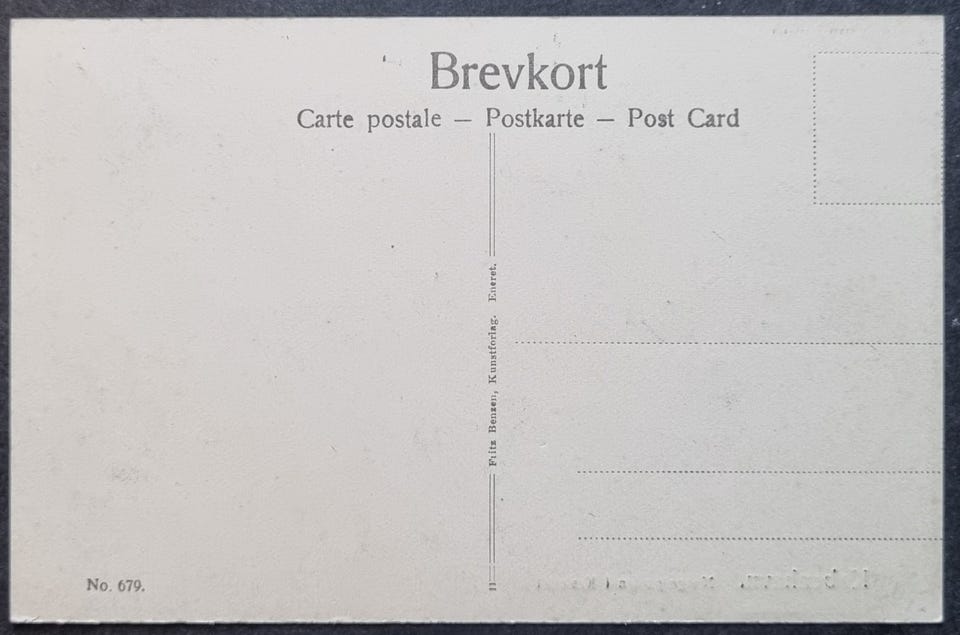 Brevkort
Carte postale — Postkarte — Post Card
Fritz Benzen, Kunstforlag. Eneret.
No. 679.